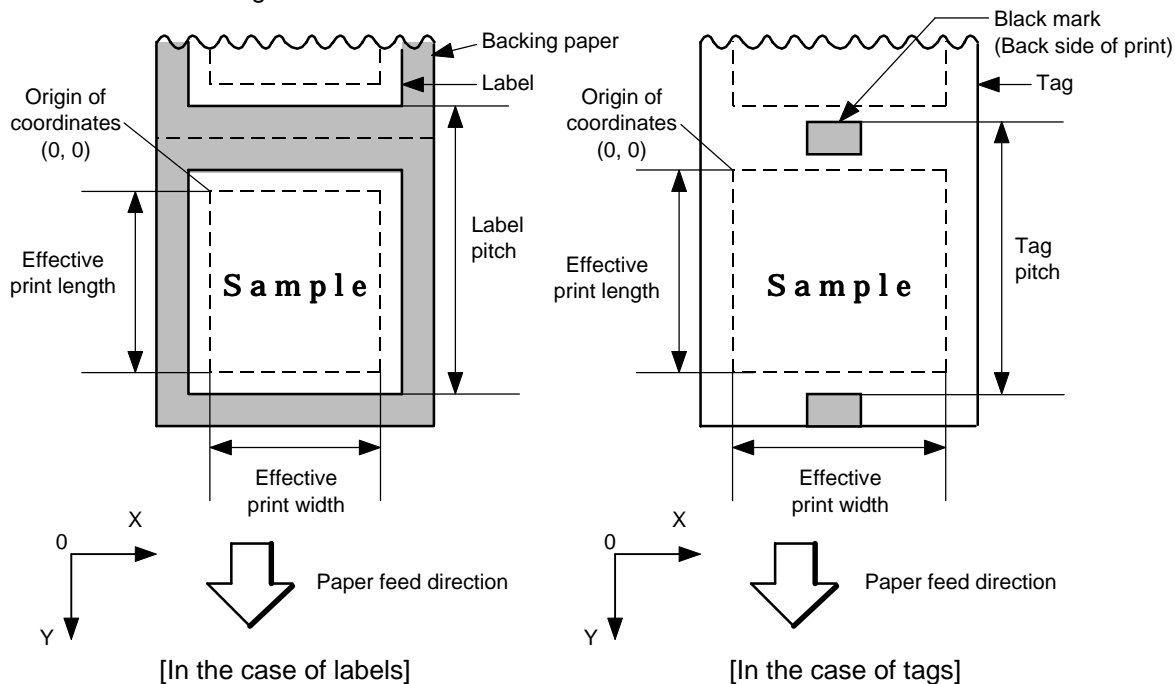 Backing paper
Label
Origin of
coordinates
(0, 0)
Label
pitch
Effective
print length
Sample
Effective
print width
0
X
Y
Paper feed direction
[In the case of labels]
Black mark
(Back side of print)
Tag
Origin of
coordinates
(0, 0)
Tag
pitch
Effective
print length
Sample
Effective
print width
0
X
Y
Paper feed direction
[In the case of tags]